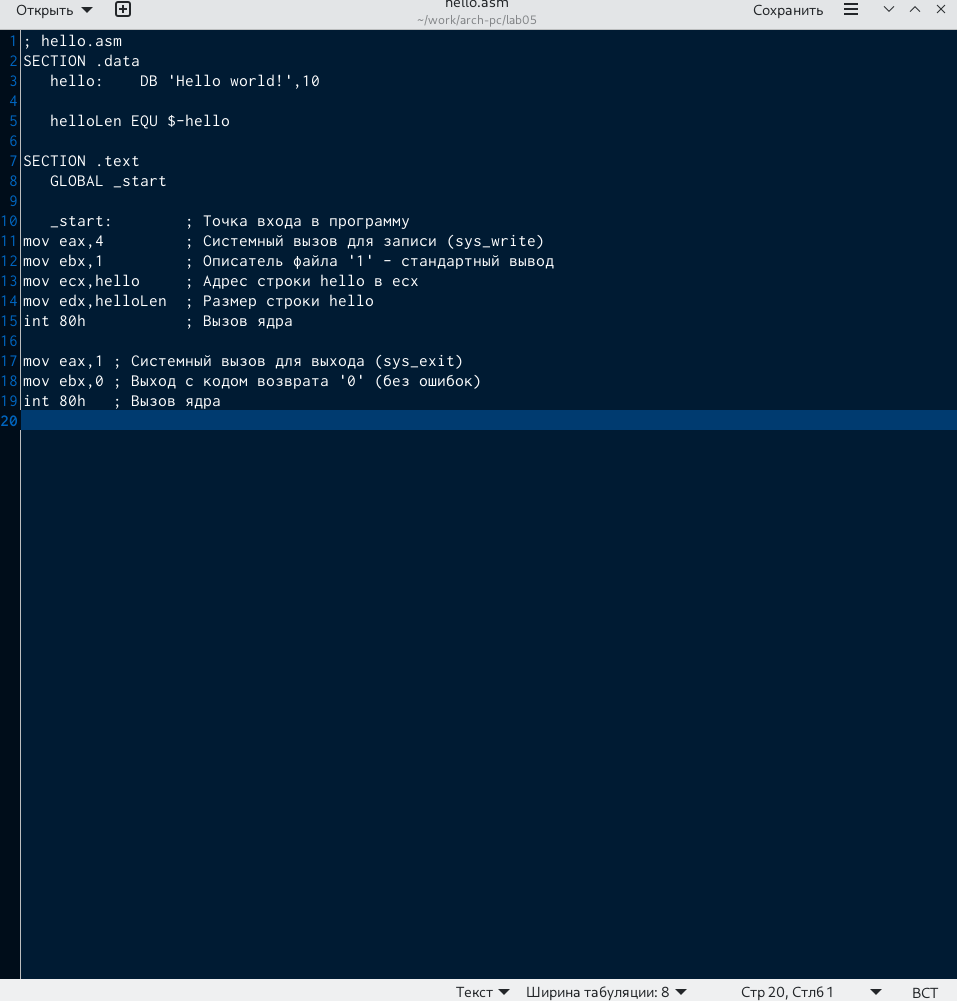 Открыть
hello.asm
~/work/arch-pc/lab05
Сохранить
1 ; hello.asm
2 SECTION .data
3    hello:    DB 'Hello world!',10
4
5    helloLen EQU $-hello
6
7 SECTION .text
8    GLOBAL _start
9
10    _start:        ; Точка входа в программу
11 mov eax,4         ; Системный вызов для записи (sys_write)
12 mov ebx,1         ; Описатель файла '1' - стандартный вывод
13 mov ecx,hello     ; Адрес строки hello в ecx
14 mov edx,helloLen  ; Размер строки hello
15 int 80h           ; Вызов ядра
16
17 mov eax,1 ; Системный вызов для выхода (sys_exit)
18 mov ebx,0 ; Выход с кодом возврата '0' (без ошибок)
19 int 80h   ; Вызов ядра
20
Текст Ширина табуляции: 8 Стр 20, Стлб 1 ВСТ